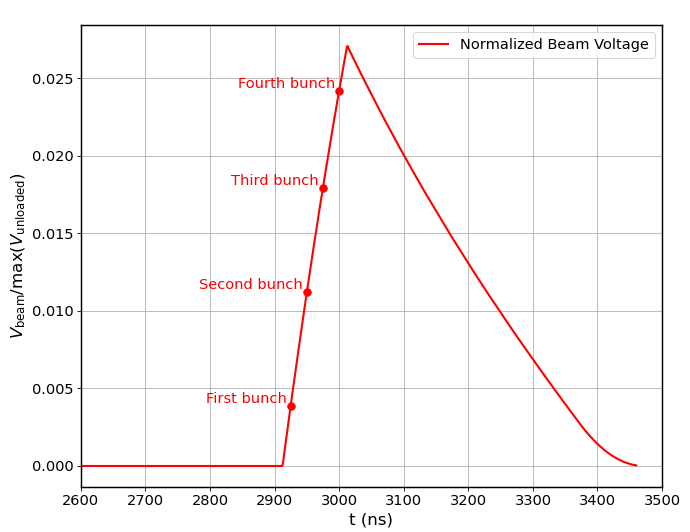 Normalized Beam Voltage
0.025
Fourth bunch
0.020
Third bunch
0.015
Second bunch
0.010
0.005
First bunch
0.000
V_beam/max(V_unloaded)
2600 2700 2800 2900 3000 3100 3200 3300 3400 3500
t (ns)